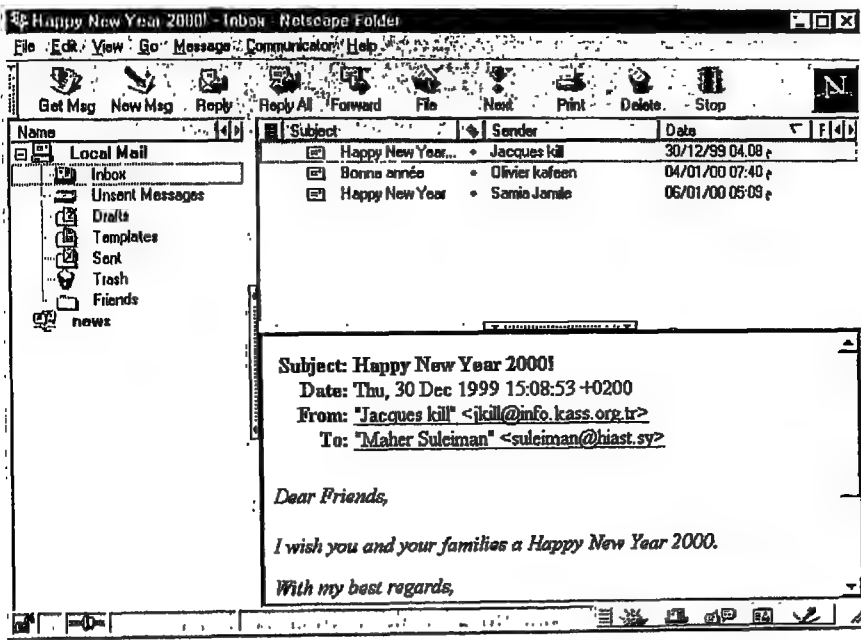 Happy New Year 2000! - Inbox - Netscape Folder
File Edit View Go Message Communicator Help
Get Msg New Msg Reply Reply All Forward File Next Print Delete Stop
N
Name
Local Mail
Inbox
Unsent Messages
Drafts
Templates
Sent
Trash
Friends
news
Subject Sender Date F
Happy New Year... Jacques kill 30/12/99 04.08 م
Bonne année Olivier kafeen 04/01/00 07:40 م
Happy New Year Samia Jamile 06/01/00 05:09 م
Subject: Happy New Year 2000!
Date: Thu, 30 Dec 1999 15:08:53 +0200
From: "Jacques kill" <jkill@info.kass.org.tr>
To: "Maher Suleiman" <suleiman@hiast.sy>
Dear Friends,
I wish you and your families a Happy New Year 2000.
With my best regards,